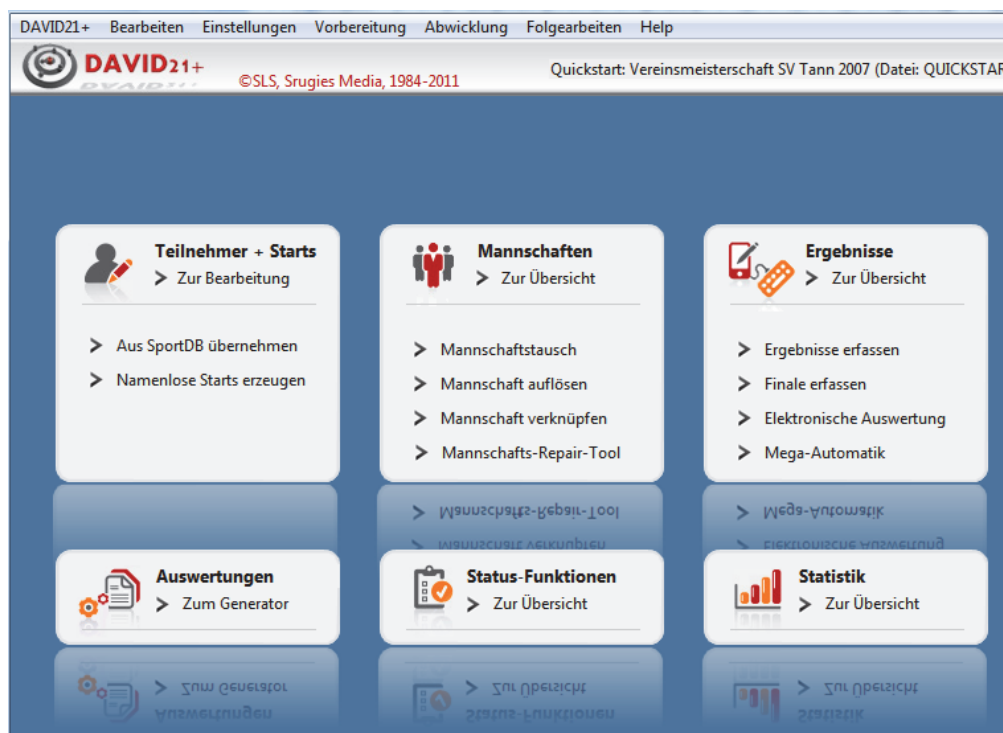 DAVID21+ Bearbeiten Einstellungen Vorbereitung Abwicklung Folgearbeiten Help
DAVID21+
©SLS, Srugies Media, 1984-2011
Quickstart: Vereinsmeisterschaft SV Tann 2007 (Datei: QUICKSTAR
Teilnehmer + Starts
> Zur Bearbeitung
> Aus SportDB übernehmen
> Namenlose Starts erzeugen
Mannschaften
> Zur Übersicht
> Mannschaftstausch
> Mannschaft auflösen
> Mannschaft verknüpfen
> Mannschafts-Repair-Tool
Ergebnisse
> Zur Übersicht
> Ergebnisse erfassen
> Finale erfassen
> Elektronische Auswertung
> Mega-Automatik
Auswertungen
> Zum Generator
Status-Funktionen
> Zur Übersicht
Statistik
> Zur Übersicht